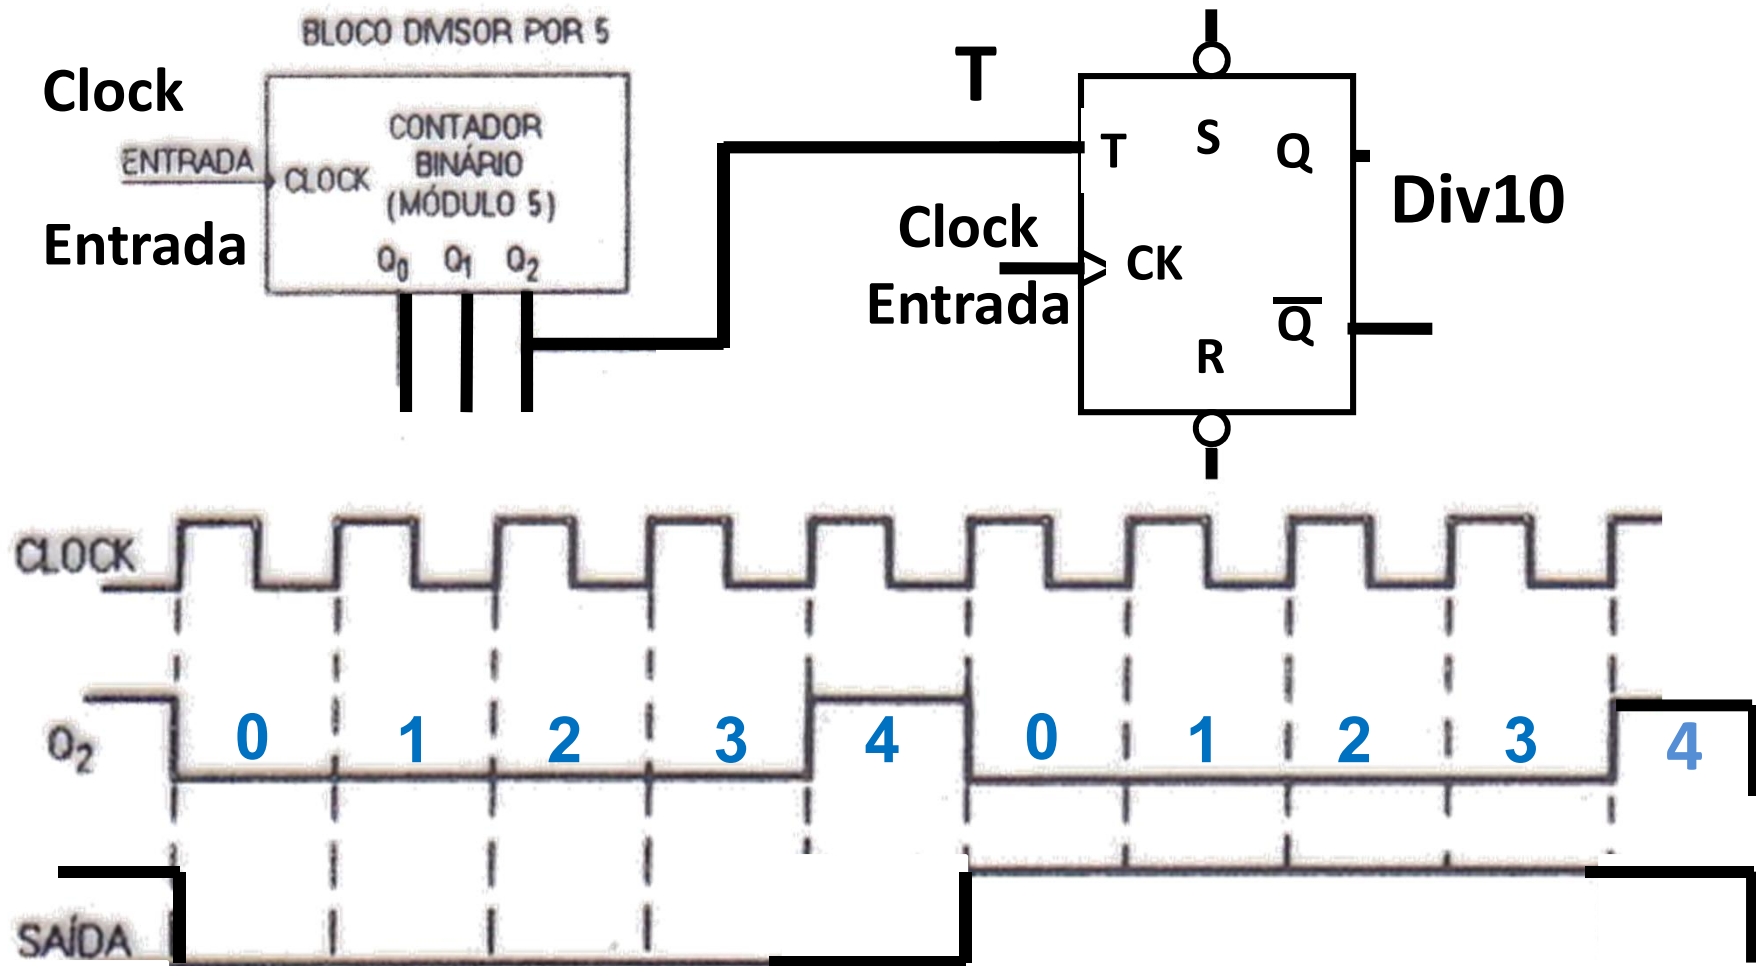 BLOCO DIVISOR POR 5
Clock
ENTRADA
Entrada
CLOCK
CONTADOR
BINÁRIO
(MÓDULO 5)
Q0 Q1 Q2
T
T S Q
Clock
Entrada
CK
R Q̅
Div10
CLOCK
Q2
0 1 2 3 4 0 1 2 3 4
SAÍDA